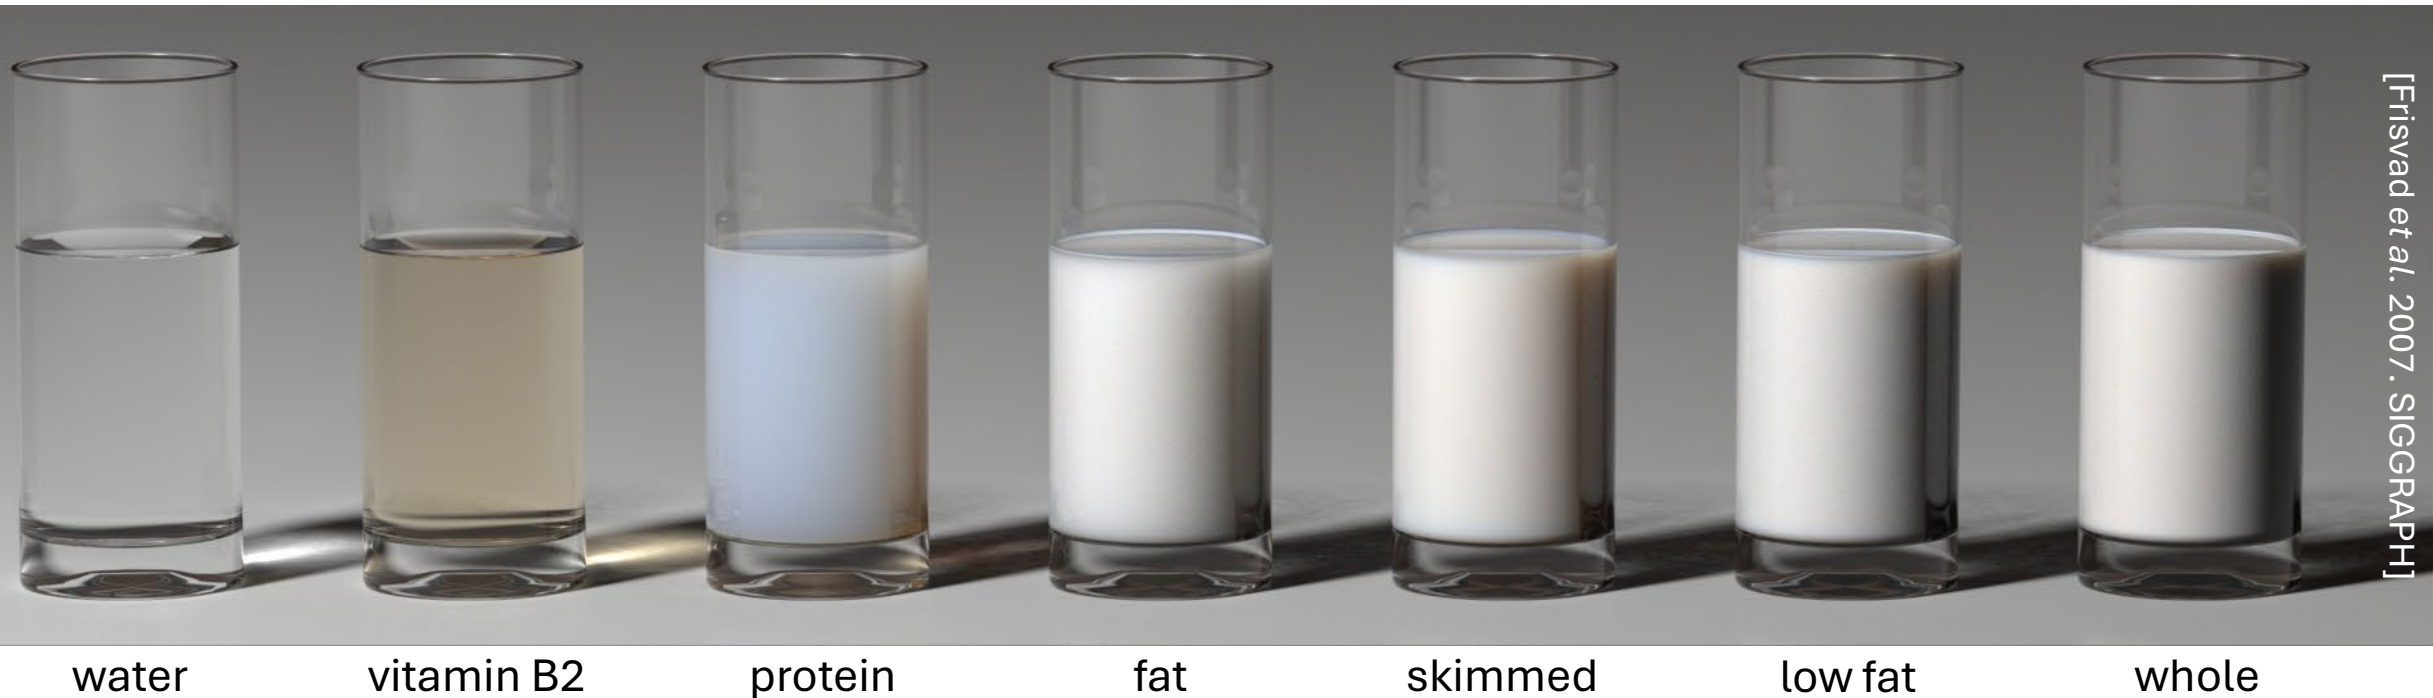 water
vitamin B2
protein
fat
skimmed
low fat
whole
[Frisvad et al. 2007. SIGGRAPH]